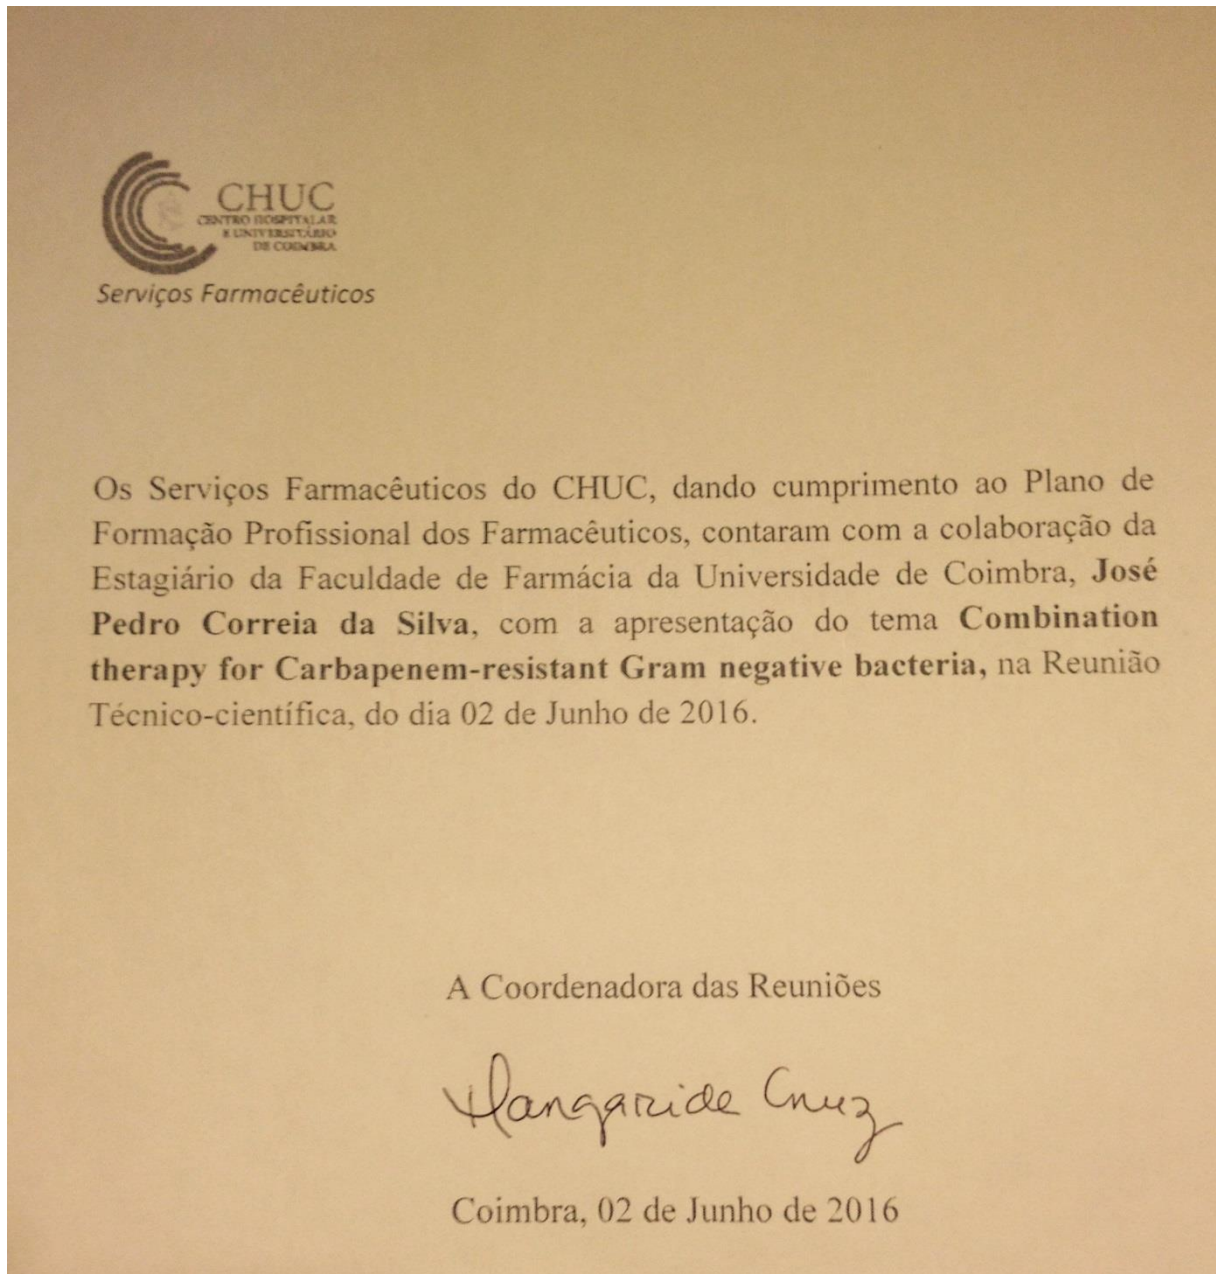 CHUC
CENTRO HOSPITALAR
E UNIVERSITÁRIO
DE COIMBRA
Serviços Farmacêuticos
Os Serviços Farmacêuticos do CHUC, dando cumprimento ao Plano de
Formação Profissional dos Farmacêuticos, contaram com a colaboração da
Estagiário da Faculdade de Farmácia da Universidade de Coimbra, José
Pedro Correia da Silva, com a apresentação do tema Combination
therapy for Carbapenem-resistant Gram negative bacteria, na Reunião
Técnico-científica, do dia 02 de Junho de 2016.
A Coordenadora das Reuniões
Margarida Cruz
Coimbra, 02 de Junho de 2016